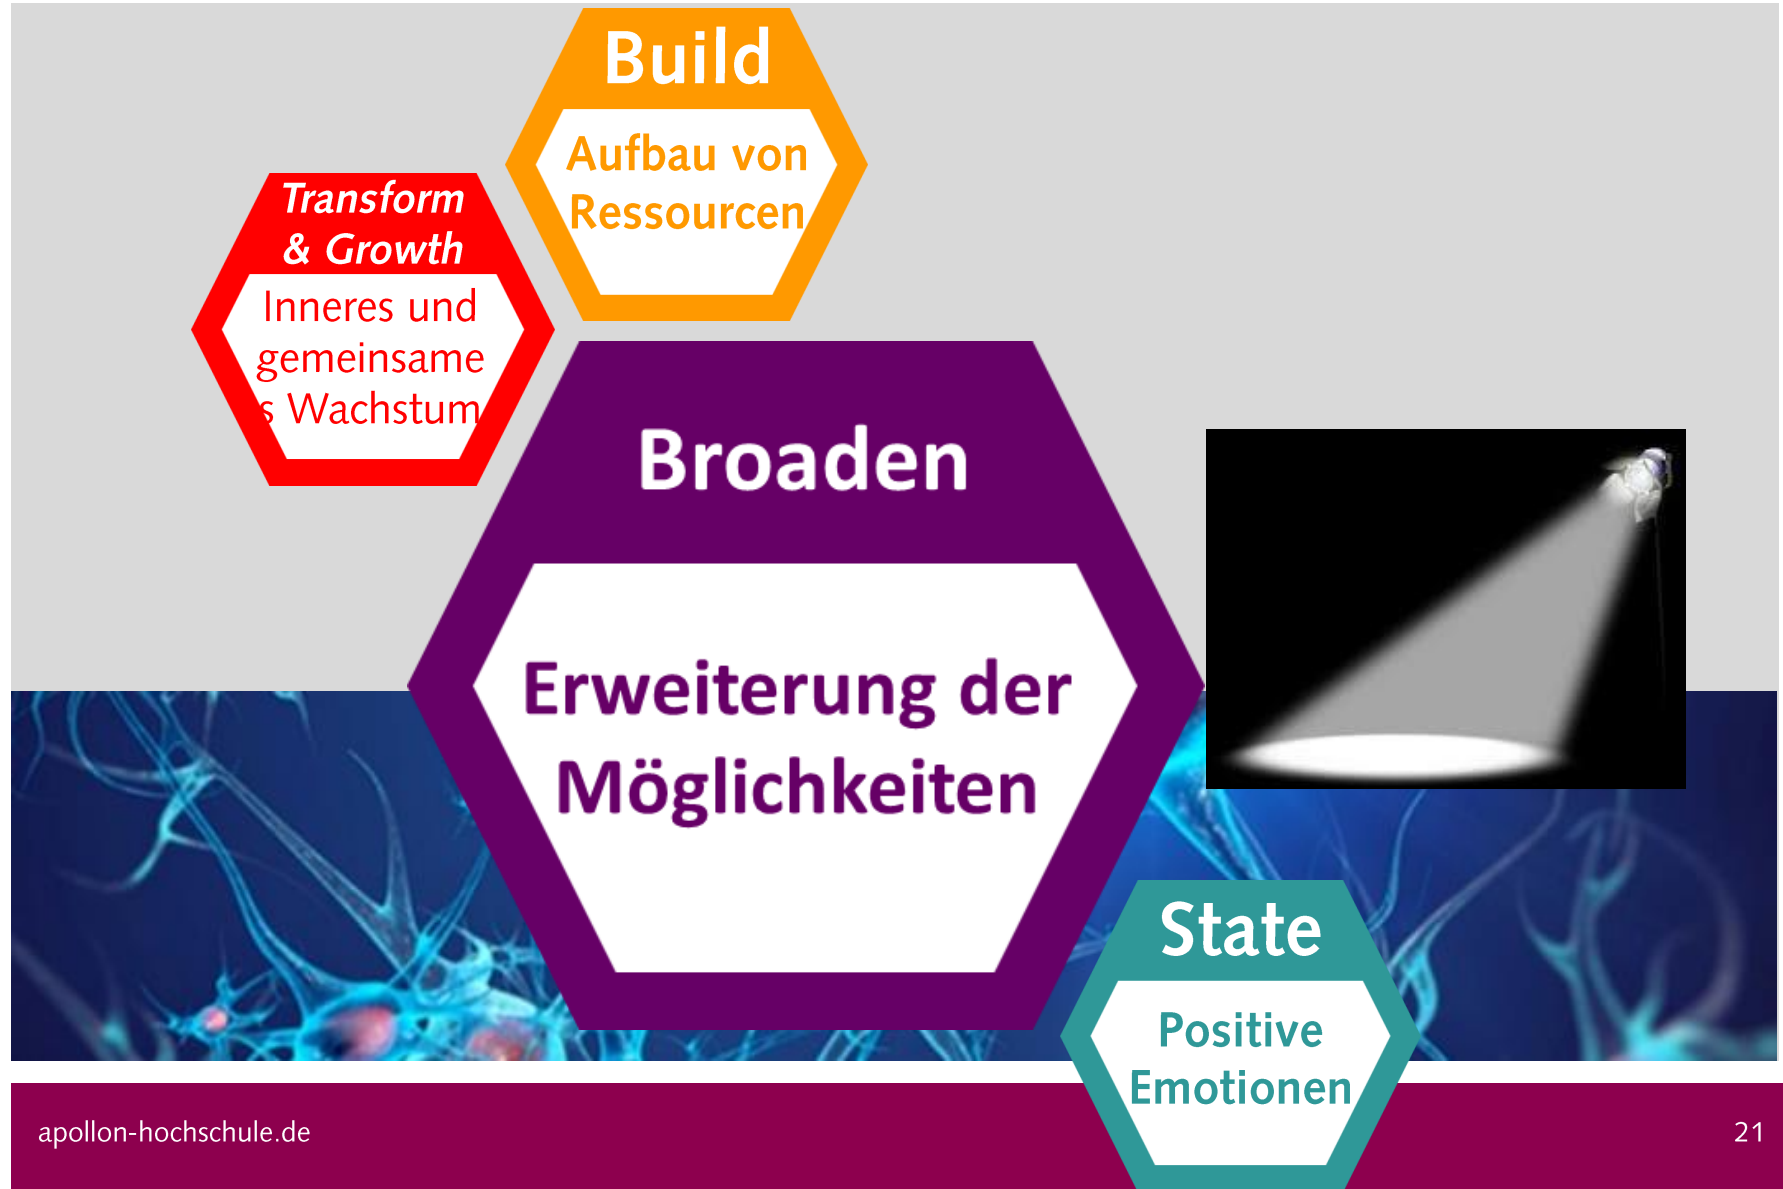 Build
Aufbau von
Ressourcen
Transform
& Growth
Inneres und
gemeinsame
s Wachstum
Broaden
Erweiterung der
Möglichkeiten
State
Positive
Emotionen
apollon-hochschule.de
21